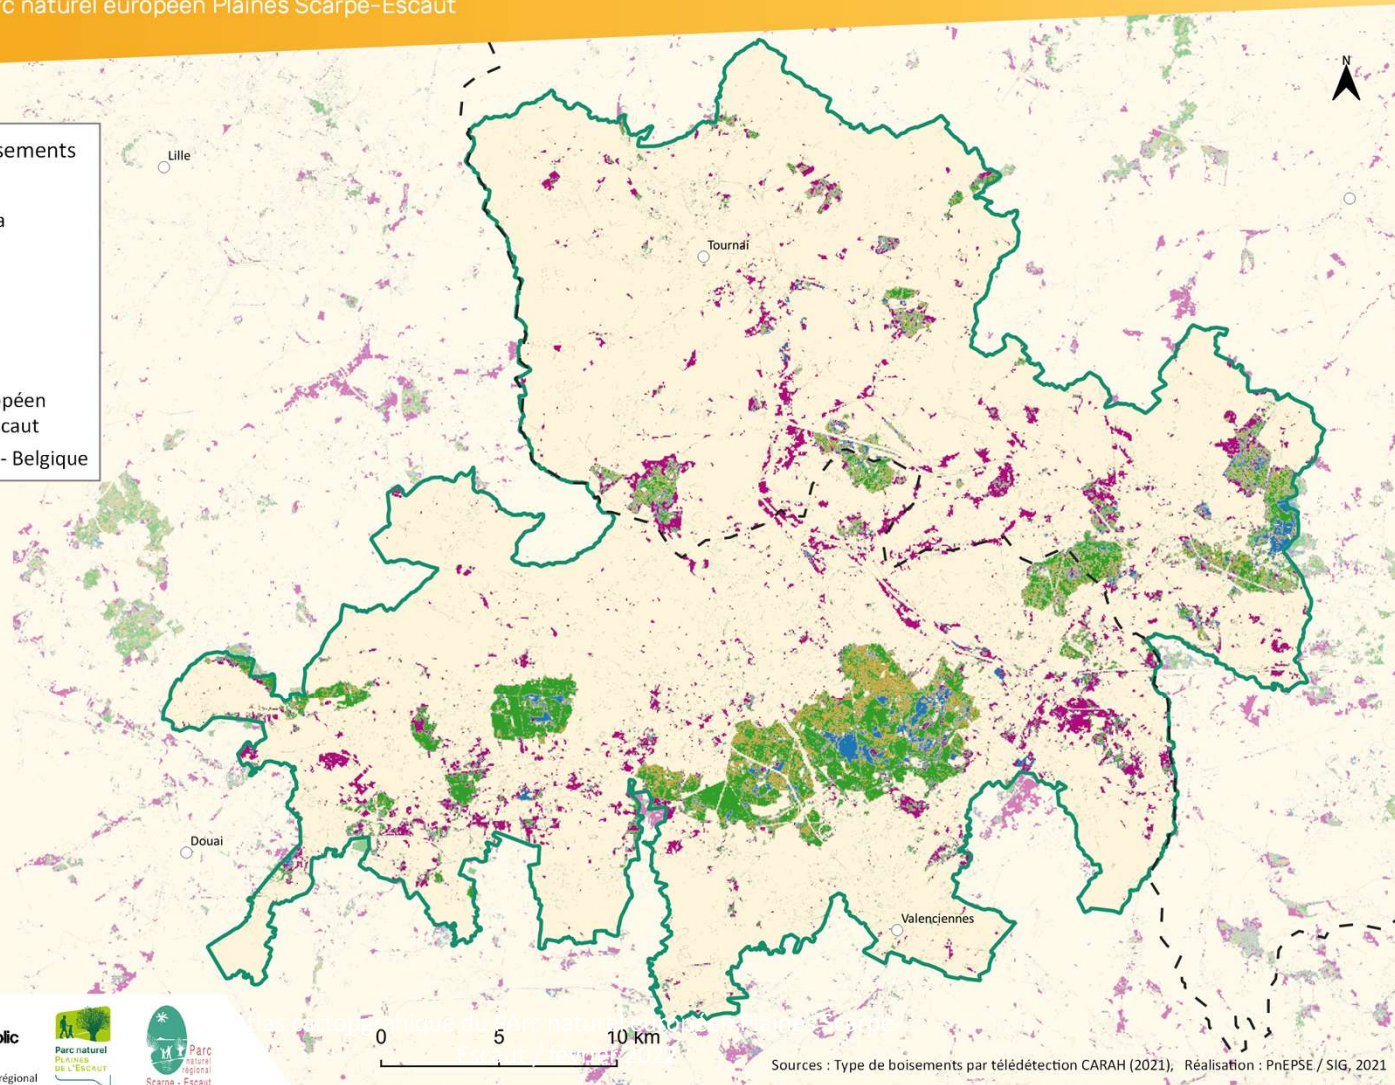 rc naturel européen Plaines Scarpe-Escaut
N
sements
a
Lille
Tournai
péen
caut
- Belgique
Douai
Valenciennes
blic
régional
Parc naturel
PLAINES
DE L'ESCAUT
Parc
naturel
régional
Scarpe - Escaut
0 5 10 km
Sources : Type de boisements par télédétection CARAH (2021), Réalisation : PnEPSE / SIG, 2021